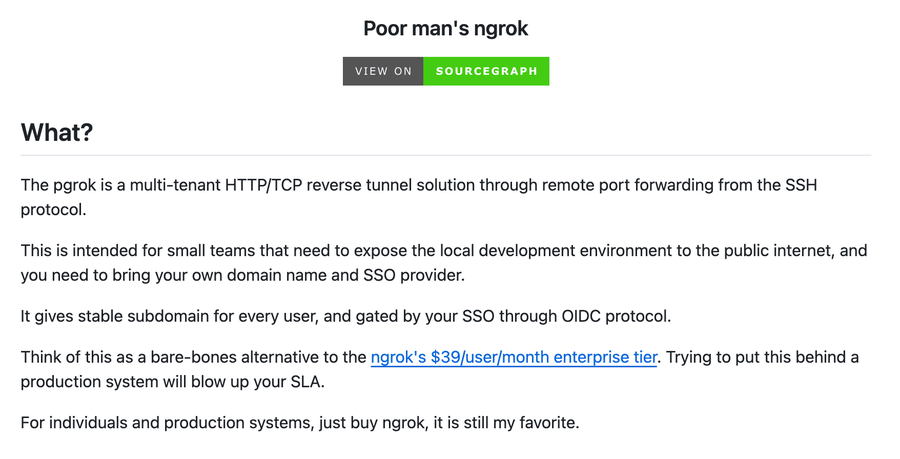 Poor man's ngrok
VIEW ON SOURCEGRAPH
What?
The pgrok is a multi-tenant HTTP/TCP reverse tunnel solution through remote port forwarding from the SSH
protocol.
This is intended for small teams that need to expose the local development environment to the public internet, and
you need to bring your own domain name and SSO provider.
It gives stable subdomain for every user, and gated by your SSO through OIDC protocol.
Think of this as a bare-bones alternative to the ngrok's $39/user/month enterprise tier. Trying to put this behind a
production system will blow up your SLA.
For individuals and production systems, just buy ngrok, it is still my favorite.